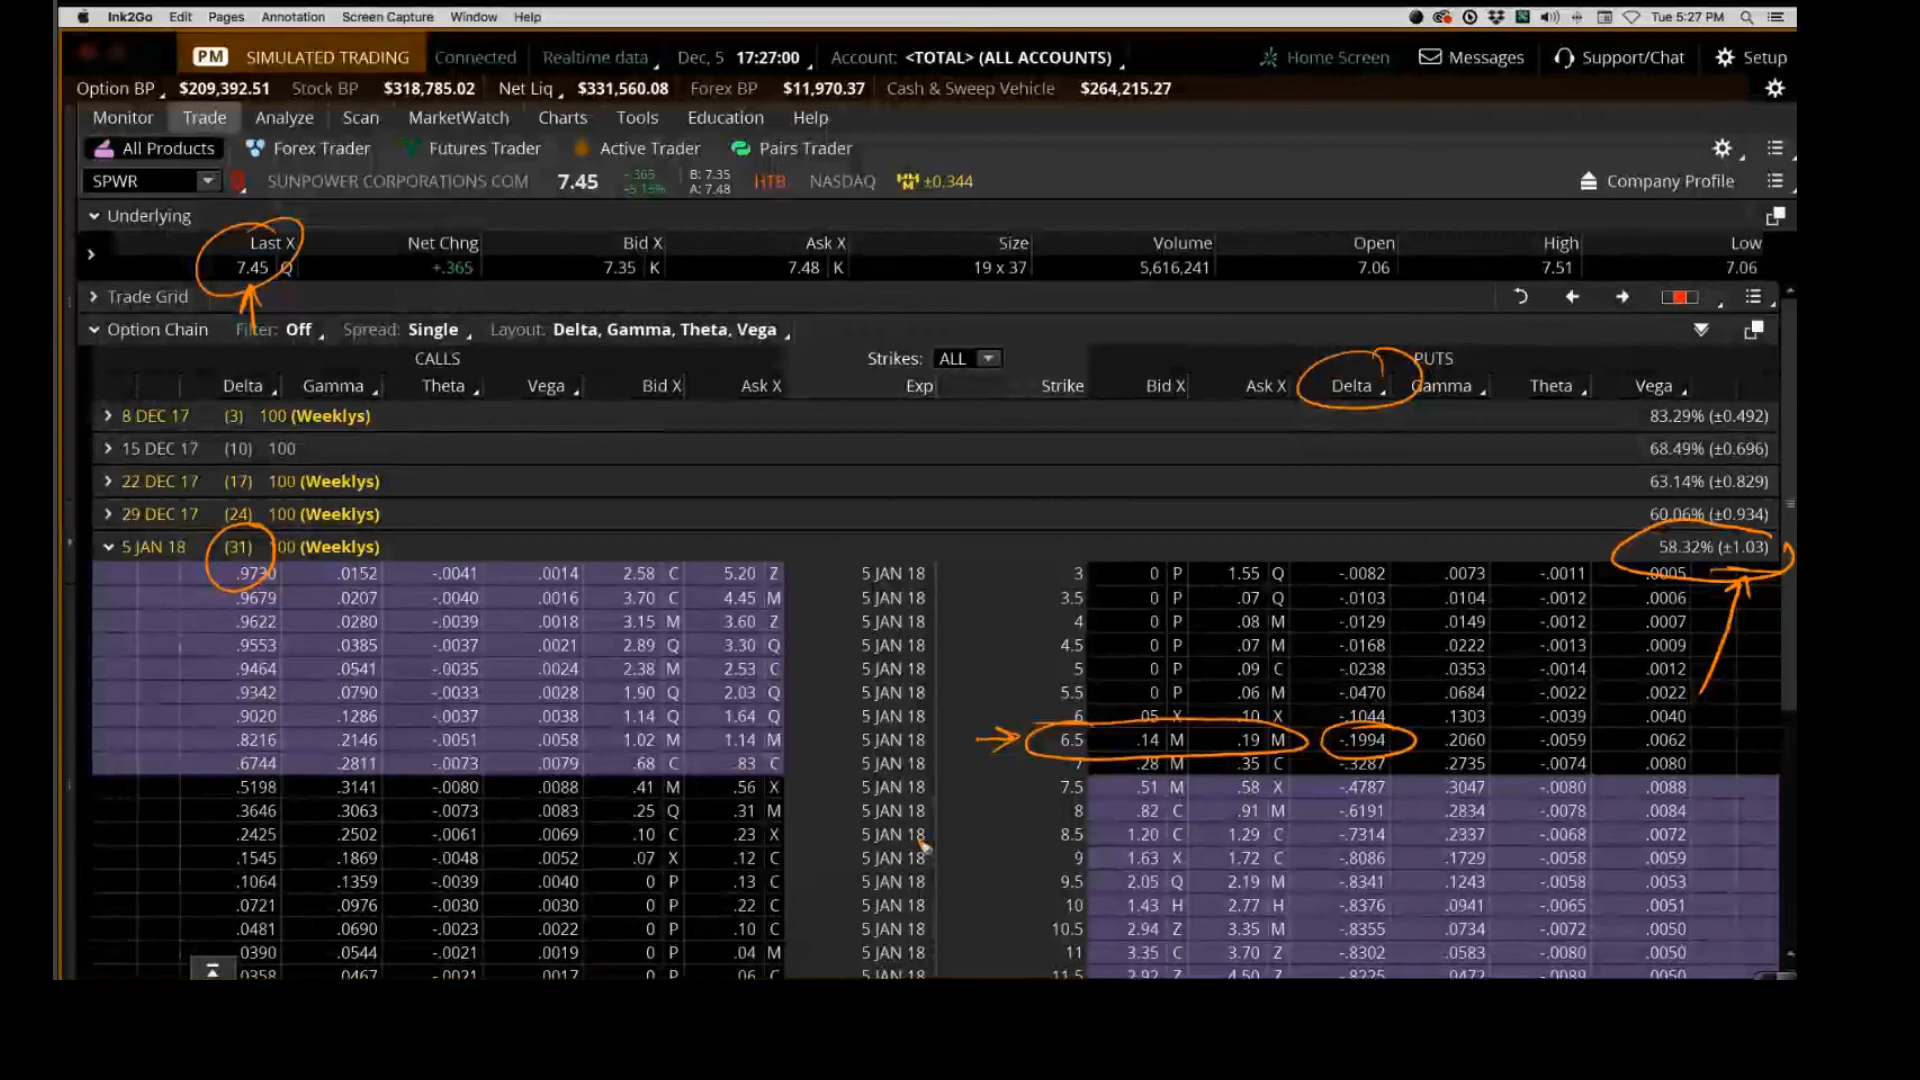 Ink2Go Edit Pages Annotation Screen Capture Window Help Tue 5:27 PM
PM SIMULATED TRADING Connected Realtime data Dec, 5 17:27:00 Account: <TOTAL> (ALL ACCOUNTS) Home Screen Messages Support/Chat Setup
Option BP $209,392.51 Stock BP $318,785.02 Net Liq $331,560.08 Forex BP $11,970.37 Cash & Sweep Vehicle $264,215.27
Monitor Trade Analyze Scan MarketWatch Charts Tools Education Help
All Products Forex Trader Futures Trader Active Trader Pairs Trader
SPWR SUNPOWER CORPORATIONS COM 7.45 B: 7.35 A: 7.48 HTB NASDAQ ±0.344 Company Profile
Underlying
Last X Net Chng Bid X Ask X Size Volume Open High Low
7.45 Q +.365 7.35 K 7.48 K 19 x 37 5,616,241 7.06 7.51 7.06
Trade Grid
Option Chain Filter: Off Spread: Single Layout: Delta, Gamma, Theta, Vega
CALLS Strikes: ALL PUTS
Delta Gamma Theta Vega Bid X Ask X Exp Strike Bid X Ask X Delta Gamma Theta Vega
8 DEC 17 (3) 100 (Weeklys) 83.29% (±0.492)
15 DEC 17 (10) 100 68.49% (±0.696)
22 DEC 17 (17) 100 (Weeklys) 63.14% (±0.829)
29 DEC 17 (24) 100 (Weeklys) 60.06% (±0.934)
5 JAN 18 (31) 100 (Weeklys) 58.32% (±1.03)
.9730 .0152 -.0041 .0014 2.58 C 5.20 Z 5 JAN 18 3 0 P 1.55 Q -.0082 .0073 -.0011 .0005
.9679 .0207 -.0040 .0016 3.70 C 4.45 M 5 JAN 18 3.5 0 P .07 Q -.0103 .0104 -.0012 .0006
.9622 .0280 -.0039 .0018 3.15 M 3.60 Z 5 JAN 18 4 0 P .08 M -.0129 .0149 -.0012 .0007
.9553 .0385 -.0037 .0021 2.89 Q 3.30 Q 5 JAN 18 4.5 0 P .07 M -.0168 .0222 -.0013 .0009
.9464 .0541 -.0035 .0024 2.38 M 2.53 C 5 JAN 18 5 0 P .09 C -.0238 .0353 -.0014 .0012
.9342 .0790 -.0033 .0028 1.90 Q 2.03 Q 5 JAN 18 5.5 0 P .06 M -.0470 .0684 -.0022 .0022
.9020 .1286 -.0037 .0038 1.14 Q 1.64 Q 5 JAN 18 6 .05 X .10 X -.1044 .1303 -.0039 .0040
.8216 .2146 -.0051 .0058 1.02 M 1.14 M 5 JAN 18 6.5 .14 M .19 M -.1994 .2060 -.0059 .0062
.6744 .2811 -.0073 .0079 .68 C .83 C 5 JAN 18 7 .28 M .35 C -.3287 .2735 -.0074 .0080
.5198 .3141 -.0080 .0088 .41 M .56 X 5 JAN 18 7.5 .51 M .58 X -.4787 .3047 -.0080 .0088
.3646 .3063 -.0073 .0083 .25 Q .31 M 5 JAN 18 8 .82 C .91 M -.6191 .2834 -.0078 .0084
.2425 .2502 -.0061 .0069 .10 C .23 X 5 JAN 18 8.5 1.20 C 1.29 C -.7314 .2337 -.0068 .0072
.1545 .1869 -.0048 .0052 .07 X .12 C 5 JAN 18 9 1.63 X 1.72 C -.8086 .1729 -.0058 .0059
.1064 .1359 -.0039 .0040 0 P .13 C 5 JAN 18 9.5 2.05 Q 2.19 M -.8341 .1243 -.0058 .0053
.0721 .0976 -.0030 .0030 0 P .22 C 5 JAN 18 10 1.43 H 2.77 H -.8376 .0941 -.0065 .0051
.0481 .0690 -.0023 .0022 0 P .10 C 5 JAN 18 10.5 2.94 Z 3.35 M -.8355 .0734 -.0072 .0050
.0390 .0544 -.0021 .0019 0 P .04 M 5 JAN 18 11 3.35 C 3.70 Z -.8302 .0583 -.0080 .0050
.0358 .0467 -.0021 .0017 0 P .06 C 5 JAN 18 11.5 2.92 Z 4.50 Z -.8225 .0472 -.0090 .0050